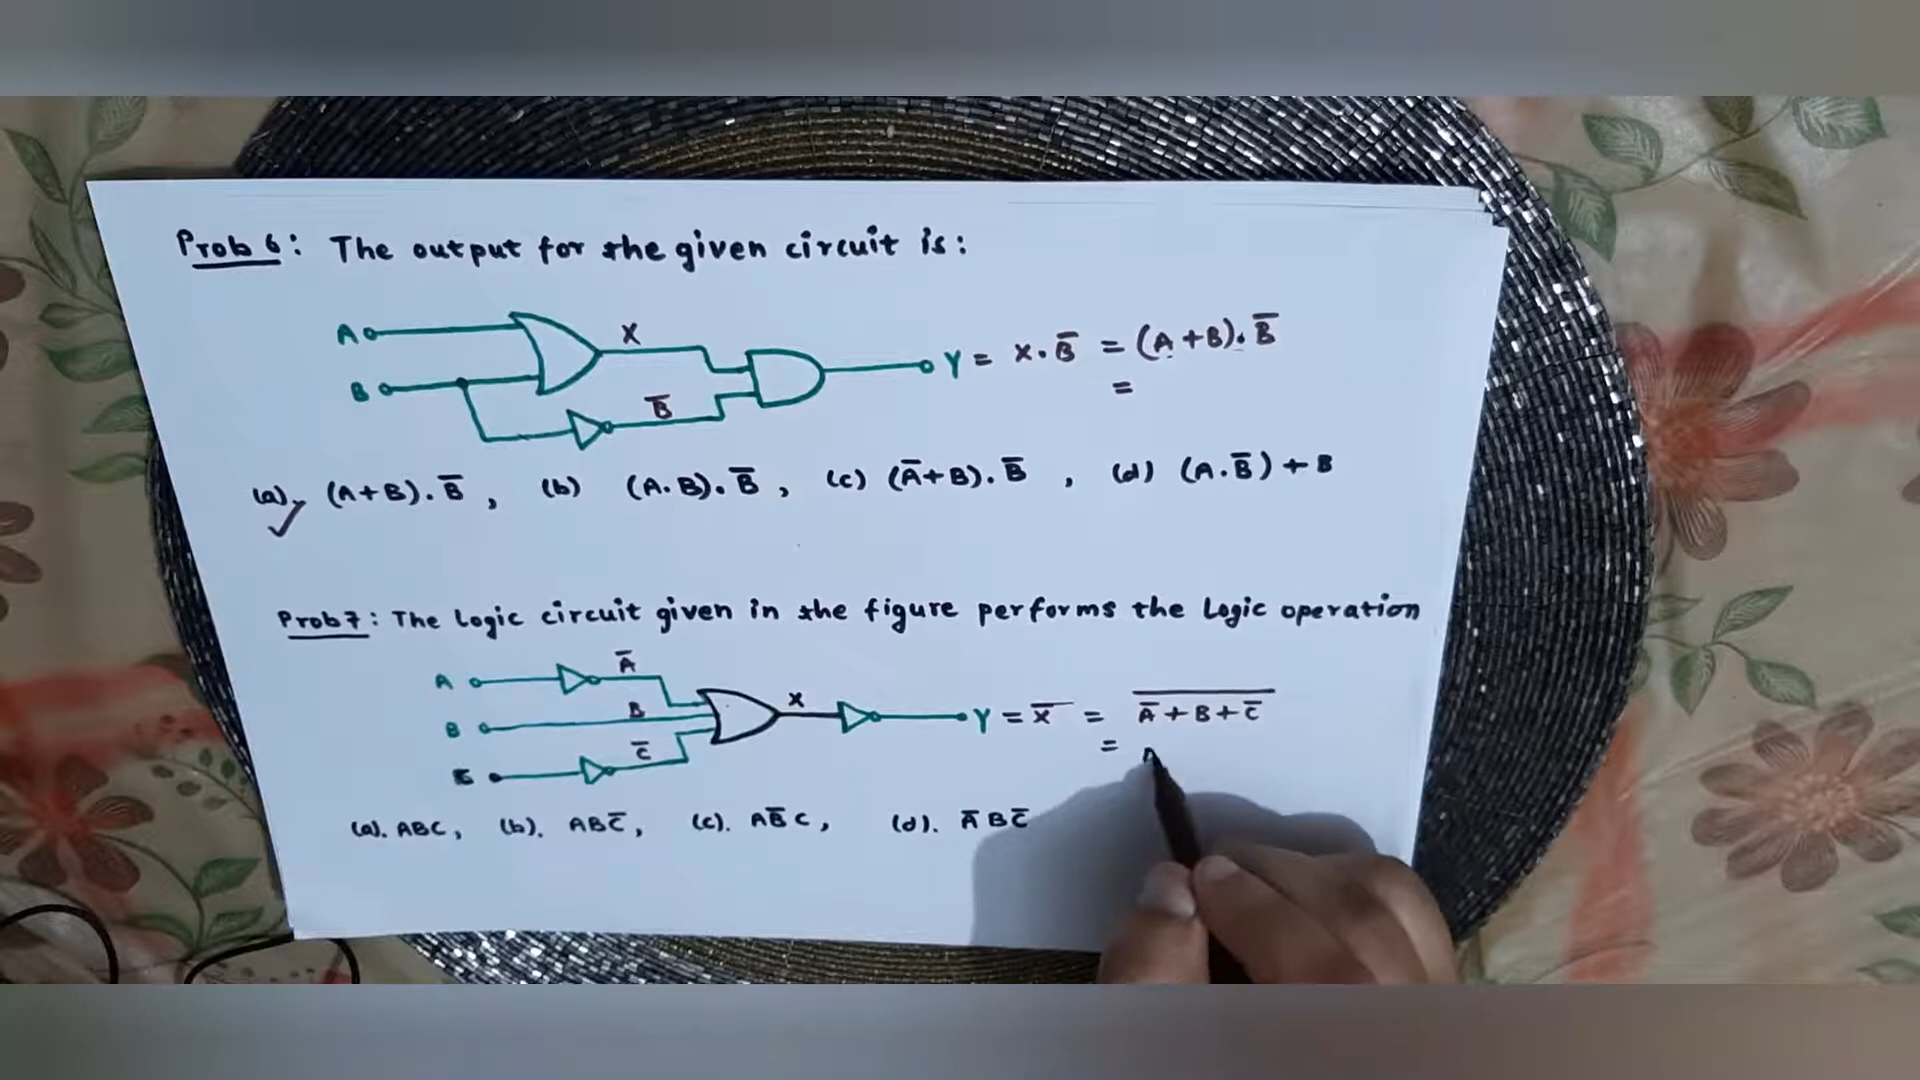 Prob 6: The output for the given circuit is:
A
X
B
B̅
Y = X.B̅ = (A+B).B̅
=
(a). (A+B).B̅, (b) (A.B).B̅, (c) (A̅+B).B̅, (d) (A.B̅)+B
Prob 7: The Logic circuit given in the figure performs the Logic operation
A
A̅
B
B
C̅
X
Y = X̅ = A̅̅+̅B̅+̅C̅̅
= A
(a). ABC, (b). ABC̅, (c). AB̅C, (d). A̅BC̅